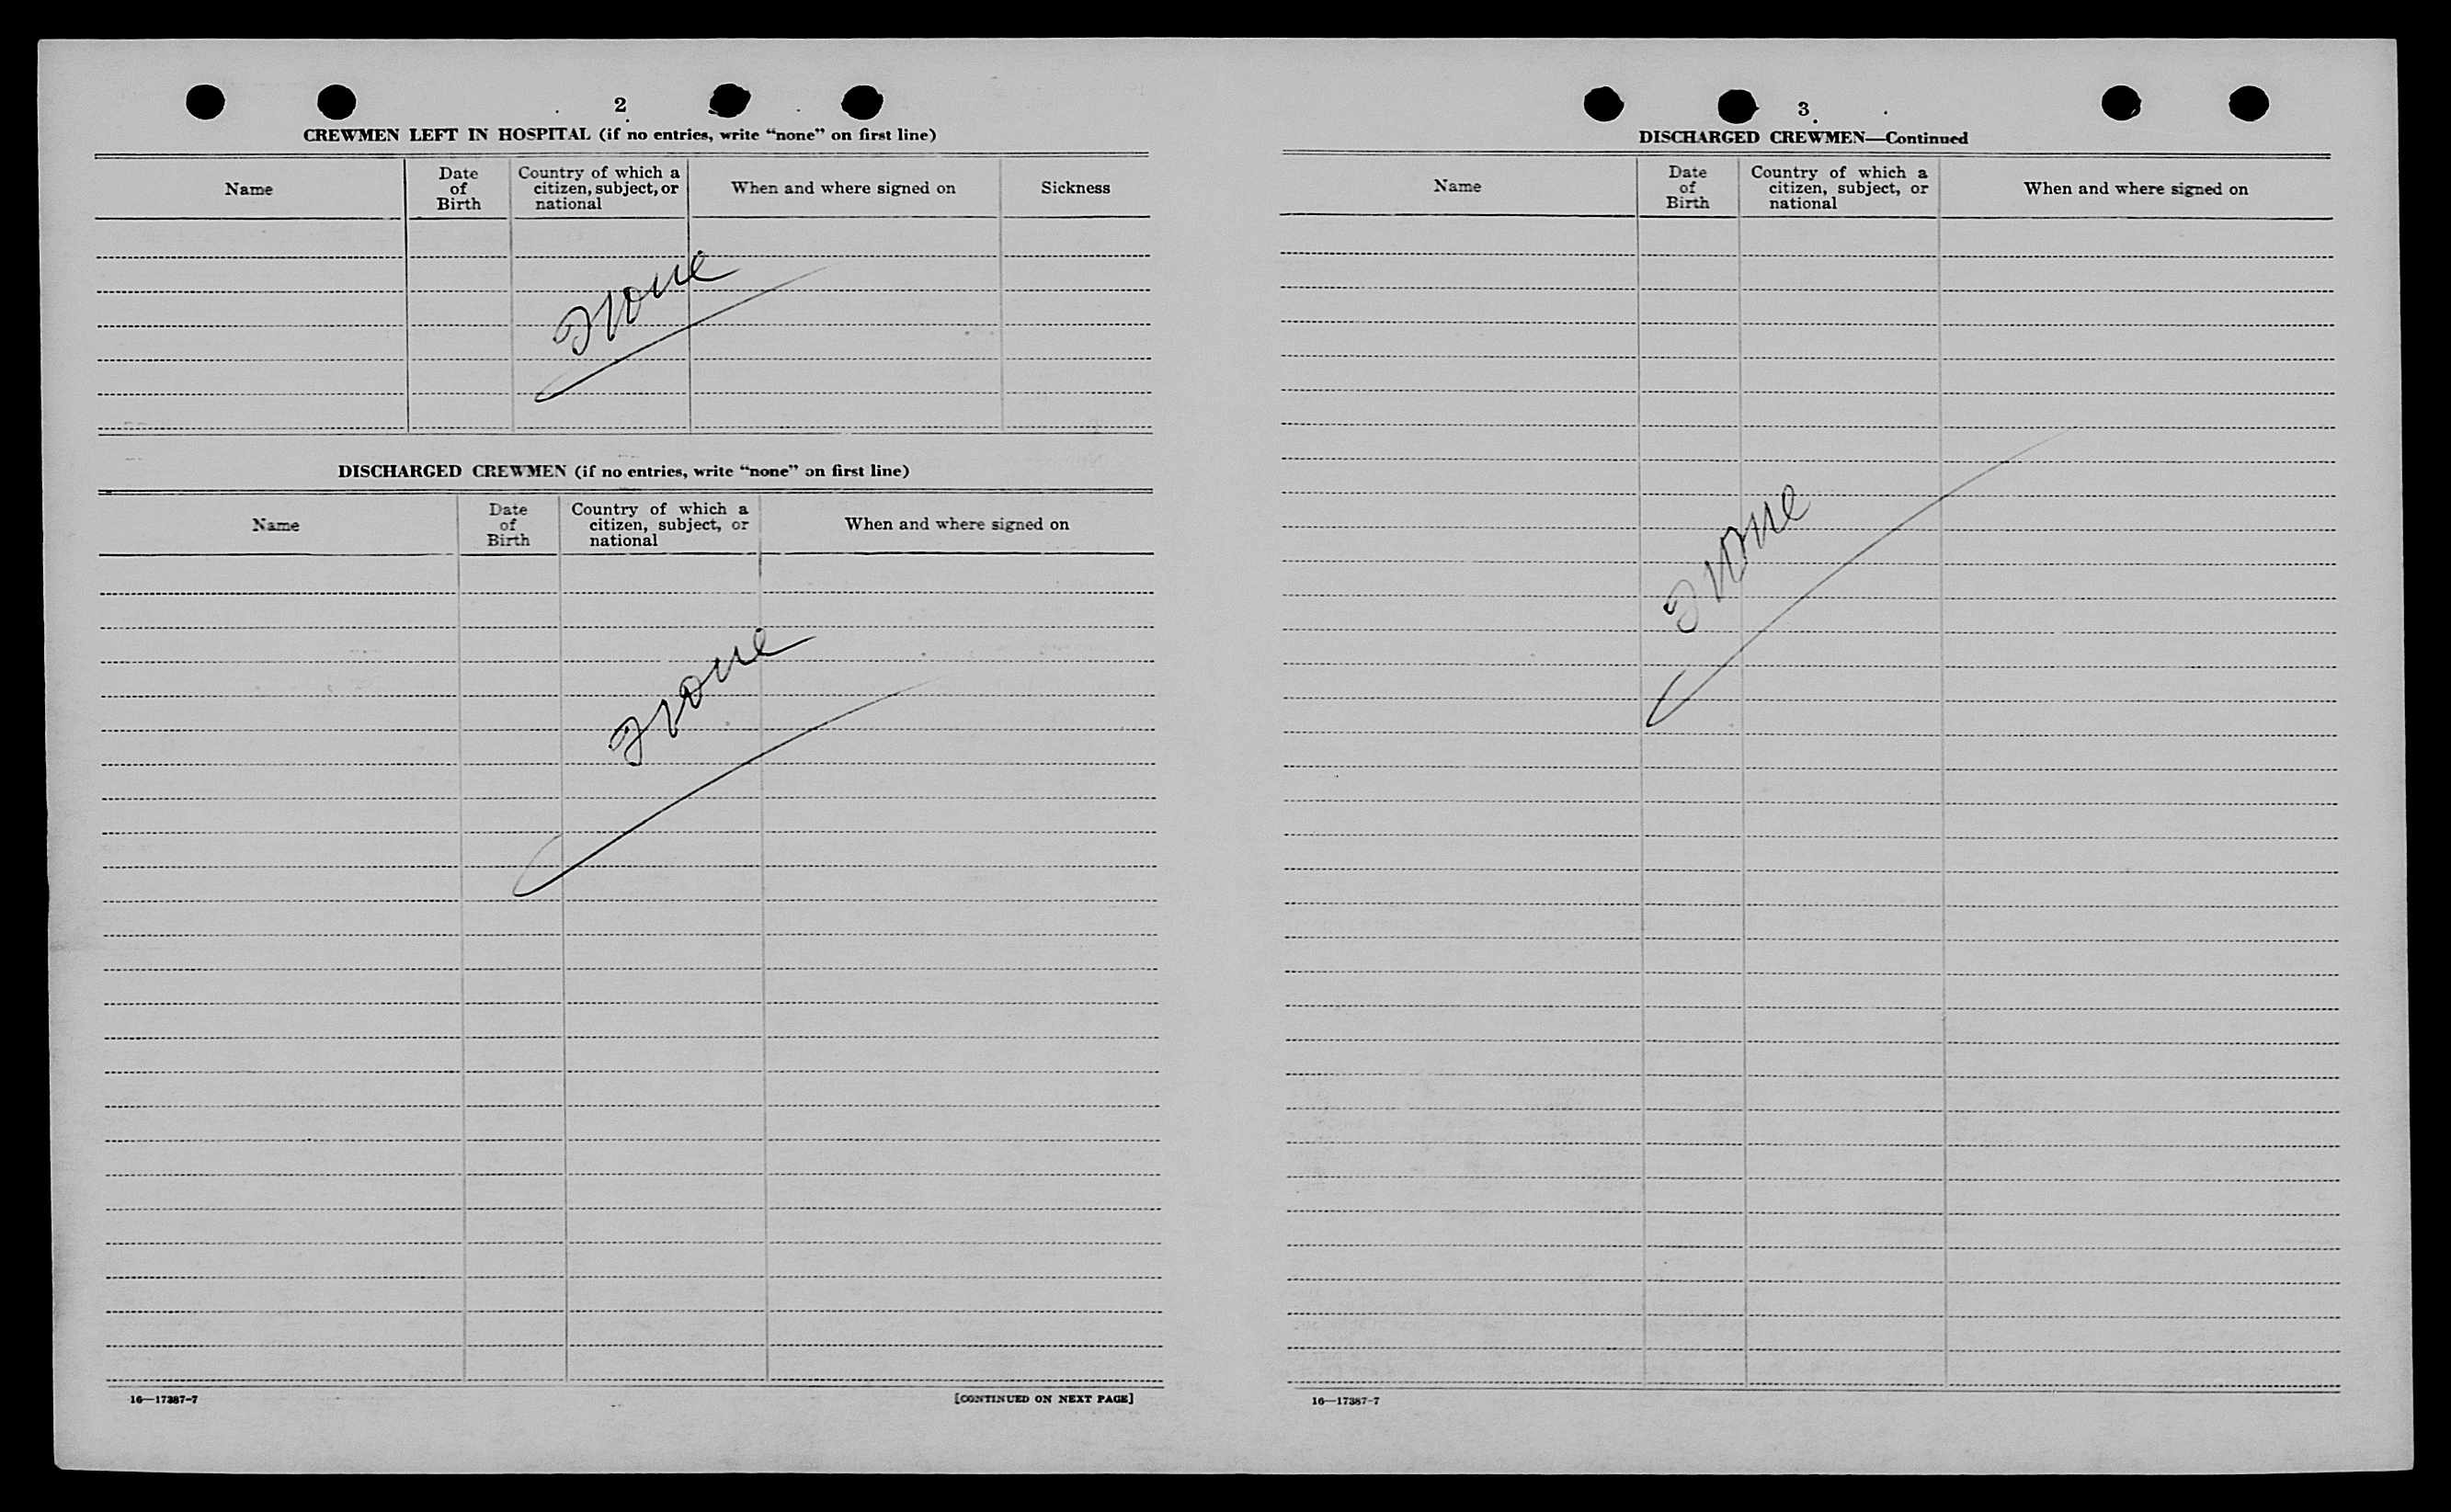 2
CREWMEN LEFT IN HOSPITAL (if no entries, write “none” on first line)
Name
Date
of
Birth
Country of which a
citizen, subject, or
national
When and where signed on
Sickness
None
DISCHARGED CREWMEN (if no entries, write “none” on first line)
Name
Date
of
Birth
Country of which a
citizen, subject, or
national
When and where signed on
None
16—17387-7
[CONTINUED ON NEXT PAGE]
3
DISCHARGED CREWMEN—Continued
Name
Date
of
Birth
Country of which a
citizen, subject, or
national
When and where signed on
None
16—17387-7